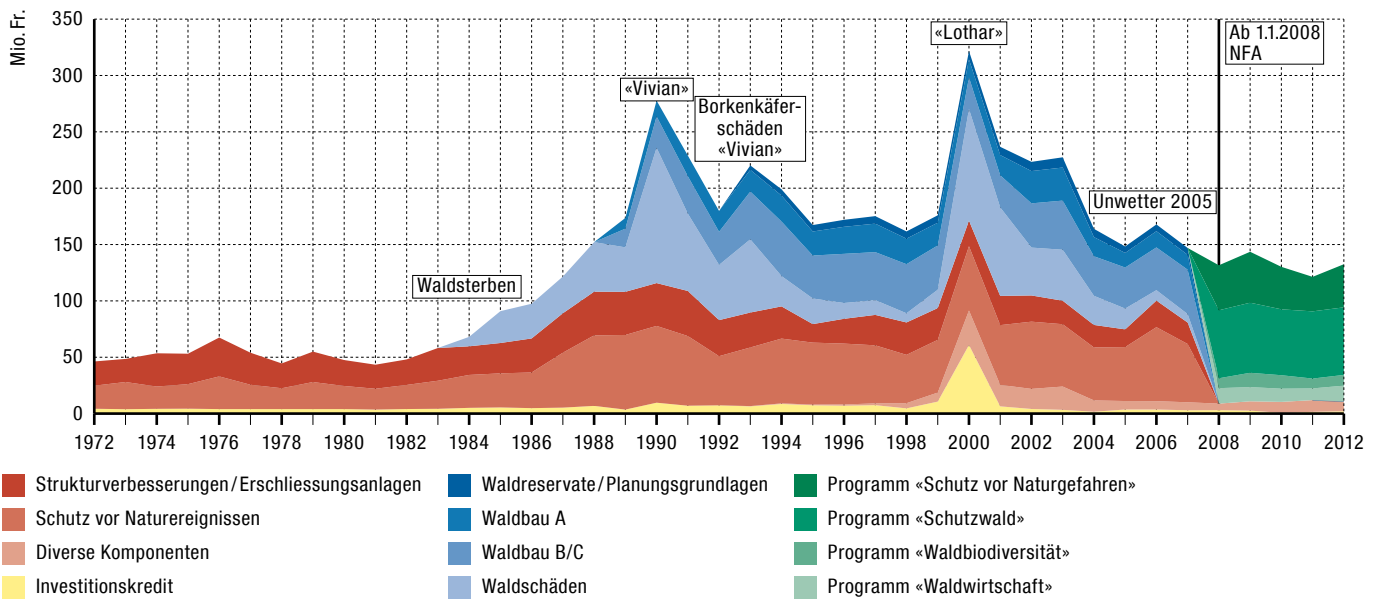 Mio. Fr.
350
300
250
200
150
100
50
0
«Vivian»
Borkenkäfer-
schäden
«Vivian»
«Lothar»
Ab 1.1.2008
NFA
Waldsterben
Unwetter 2005
1972 1974 1976 1978 1980 1982 1984 1986 1988 1990 1992 1994 1996 1998 2000 2002 2004 2006 2008 2010 2012
Strukturverbesserungen/Erschliessungsanlagen
Schutz vor Naturereignissen
Diverse Komponenten
Investitionskredit
Waldreservate/Planungsgrundlagen
Waldbau A
Waldbau B/C
Waldschäden
Programm «Schutz vor Naturgefahren»
Programm «Schutzwald»
Programm «Waldbiodiversität»
Programm «Waldwirtschaft»